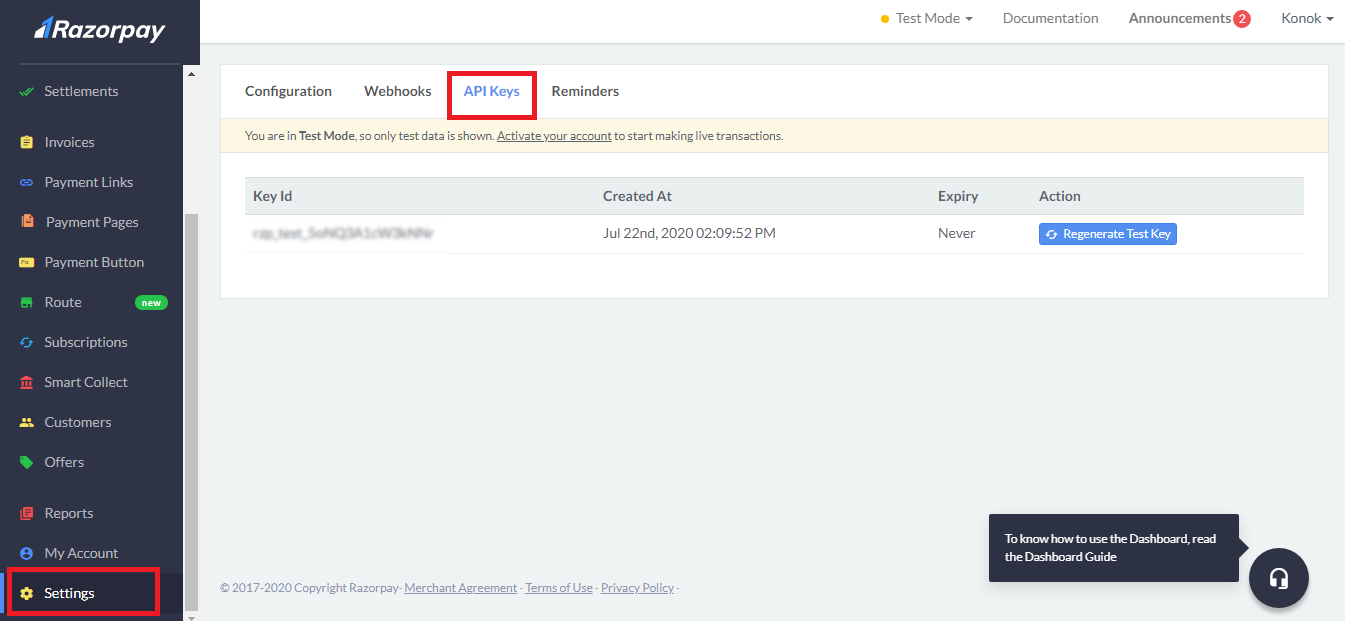 Razorpay
Test Mode
Documentation
Announcements 2
Konok
Settlements
Invoices
Payment Links
Payment Pages
Payment Button
Route new
Subscriptions
Smart Collect
Customers
Offers
Reports
My Account
Settings
Configuration Webhooks API Keys Reminders
You are in Test Mode, so only test data is shown. Activate your account to start making live transactions.
Key Id Created At Expiry Action
Jul 22nd, 2020 02:09:52 PM Never Regenerate Test Key
To know how to use the Dashboard, read
the Dashboard Guide
© 2017-2020 Copyright Razorpay· Merchant Agreement · Terms of Use · Privacy Policy ·